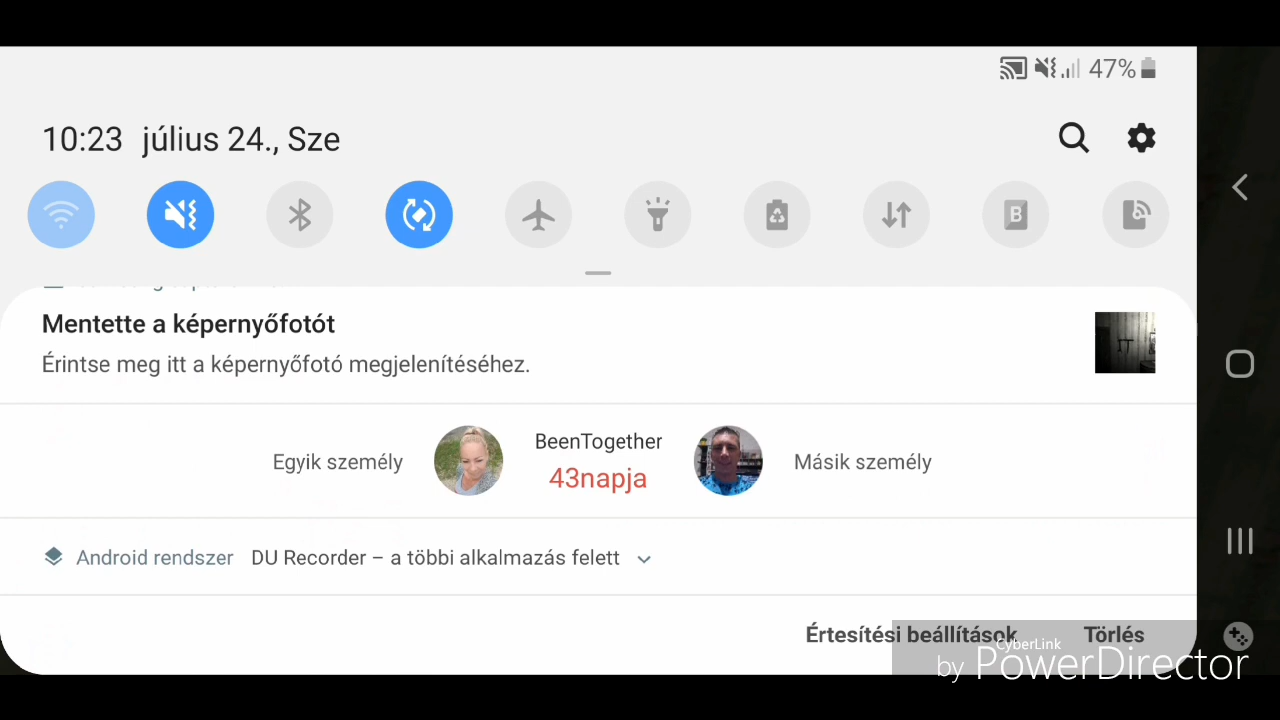 47%
10:23 július 24., Sze
B
Mentette a képernyőfotót
Érintse meg itt a képernyőfotó megjelenítéséhez.
Egyik személy
BeenTogether
43napja
Másik személy
Android rendszer DU Recorder – a többi alkalmazás felett
Értesítési beállítások Törlés
CyberLink
by PowerDirector